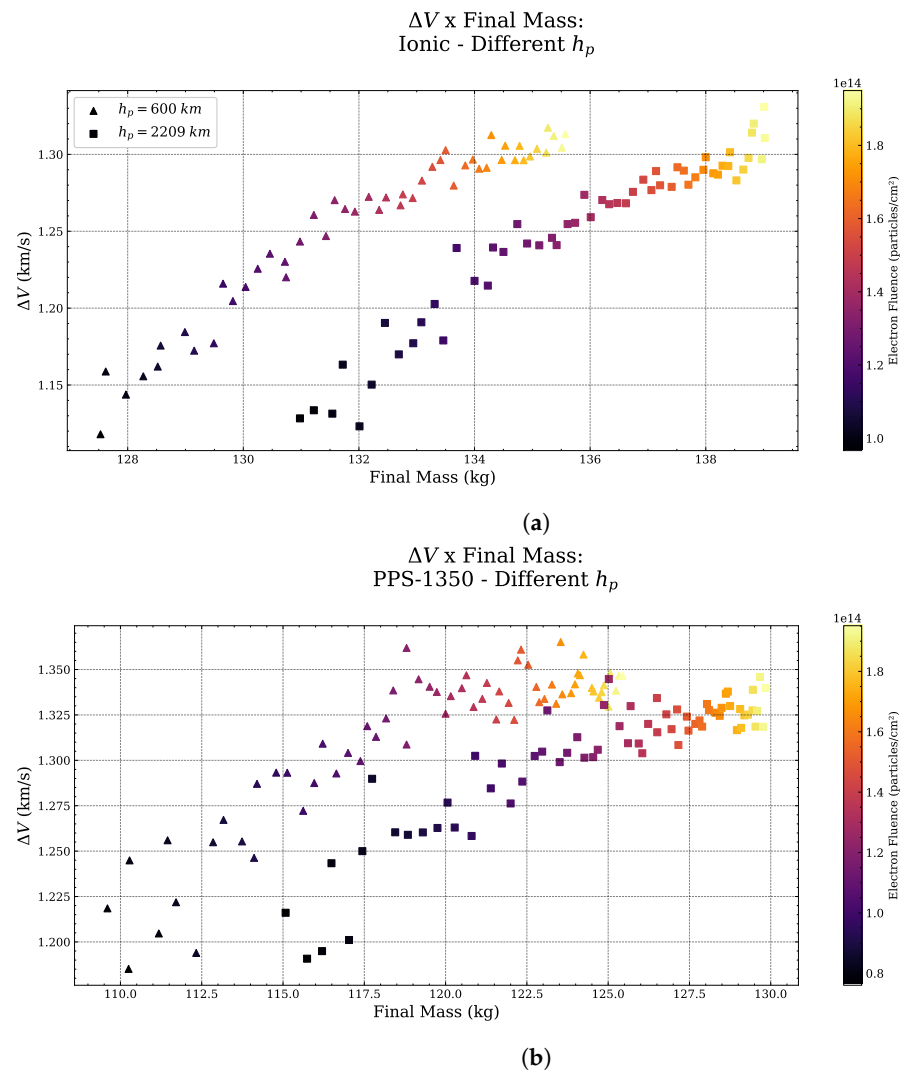 ΔV x Final Mass:
Ionic - Different hₚ
1e14
hₚ = 600 km
hₚ = 2209 km
1.30
1.25
1.20
1.15
ΔV (km/s)
128 130 132 134 136 138
Final Mass (kg)
1.8
1.6
1.4
1.2
1.0
Electron Fluence (particles/cm²)
(a)
ΔV x Final Mass:
PPS-1350 - Different hₚ
1e14
1.350
1.325
1.300
1.275
1.250
1.225
1.200
ΔV (km/s)
110.0 112.5 115.0 117.5 120.0 122.5 125.0 127.5 130.0
Final Mass (kg)
1.8
1.6
1.4
1.2
1.0
0.8
Electron Fluence (particles/cm²)
(b)